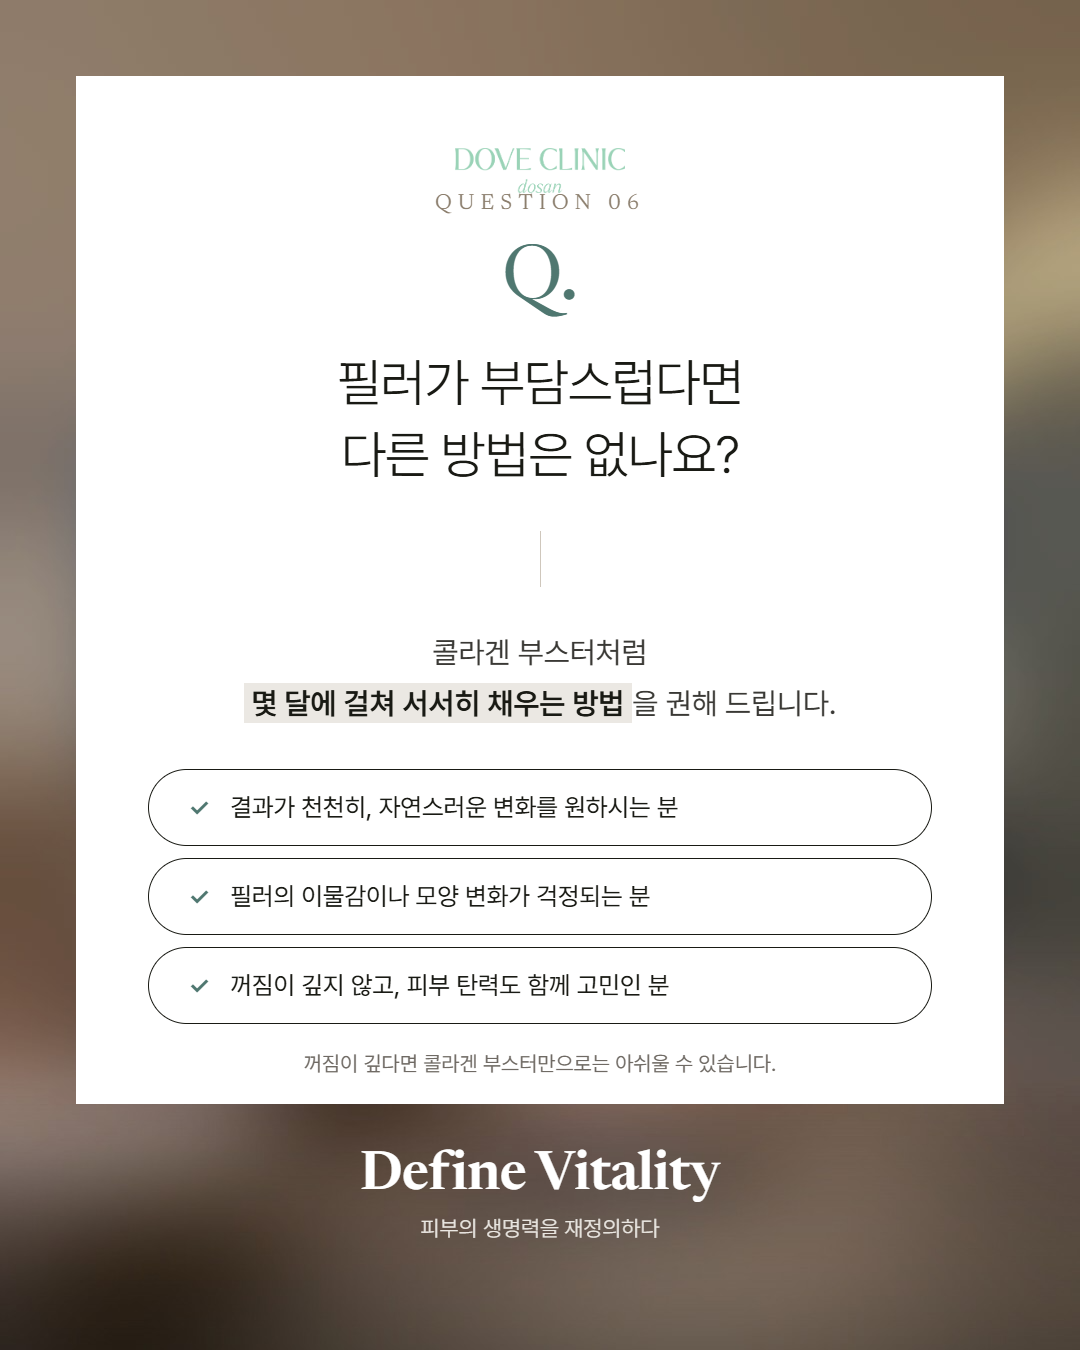 DOVE CLINIC
dosan
QUESTION 06
Q.
필러가 부담스럽다면
다른 방법은 없나요?
콜라겐 부스터처럼
몇 달에 걸쳐 서서히 채우는 방법을 권해 드립니다.
결과가 천천히, 자연스러운 변화를 원하시는 분
필러의 이물감이나 모양 변화가 걱정되는 분
꺼짐이 깊지 않고, 피부 탄력도 함께 고민인 분
꺼짐이 깊다면 콜라겐 부스터만으로는 아쉬울 수 있습니다.
Define Vitality
피부의 생명력을 재정의하다